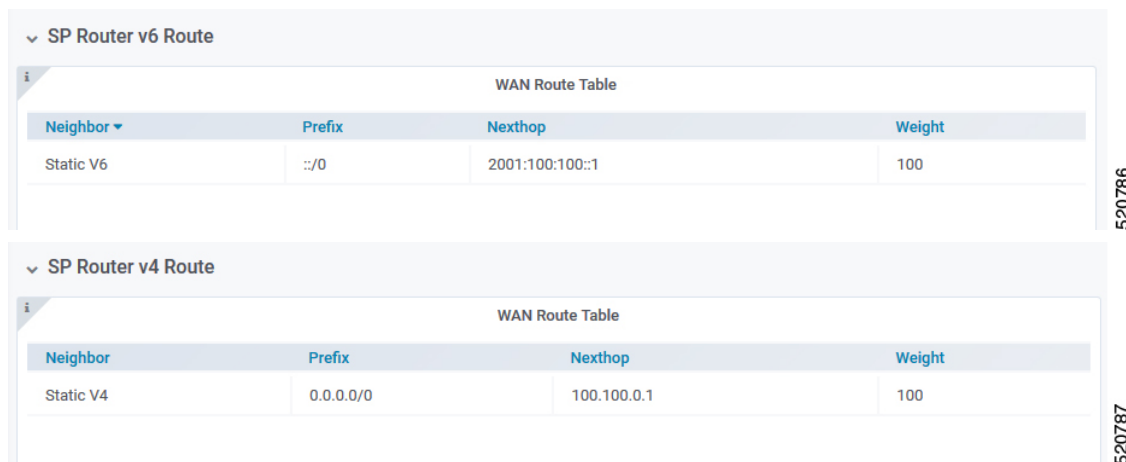 SP Router v6 Route
i
WAN Route Table
Neighbor Prefix Nexthop Weight
Static V6 ::/0 2001:100:100::1 100
520786
SP Router v4 Route
i
WAN Route Table
Neighbor Prefix Nexthop Weight
Static V4 0.0.0.0/0 100.100.0.1 100
520787